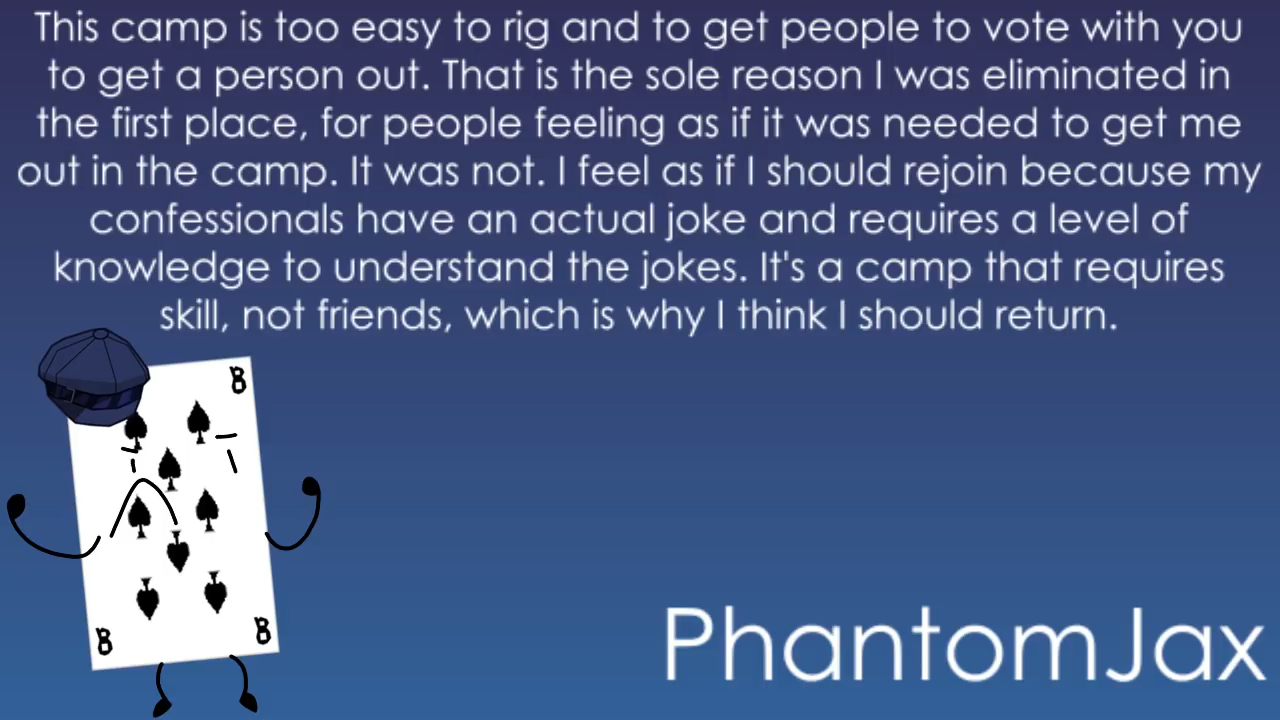 This camp is too easy to rig and to get people to vote with you
to get a person out. That is the sole reason I was eliminated in
the first place, for people feeling as if it was needed to get me
out in the camp. It was not. I feel as if I should rejoin because my
confessionals have an actual joke and requires a level of
knowledge to understand the jokes. It's a camp that requires
skill, not friends, which is why I think I should return.
8
8
8
PhantomJax